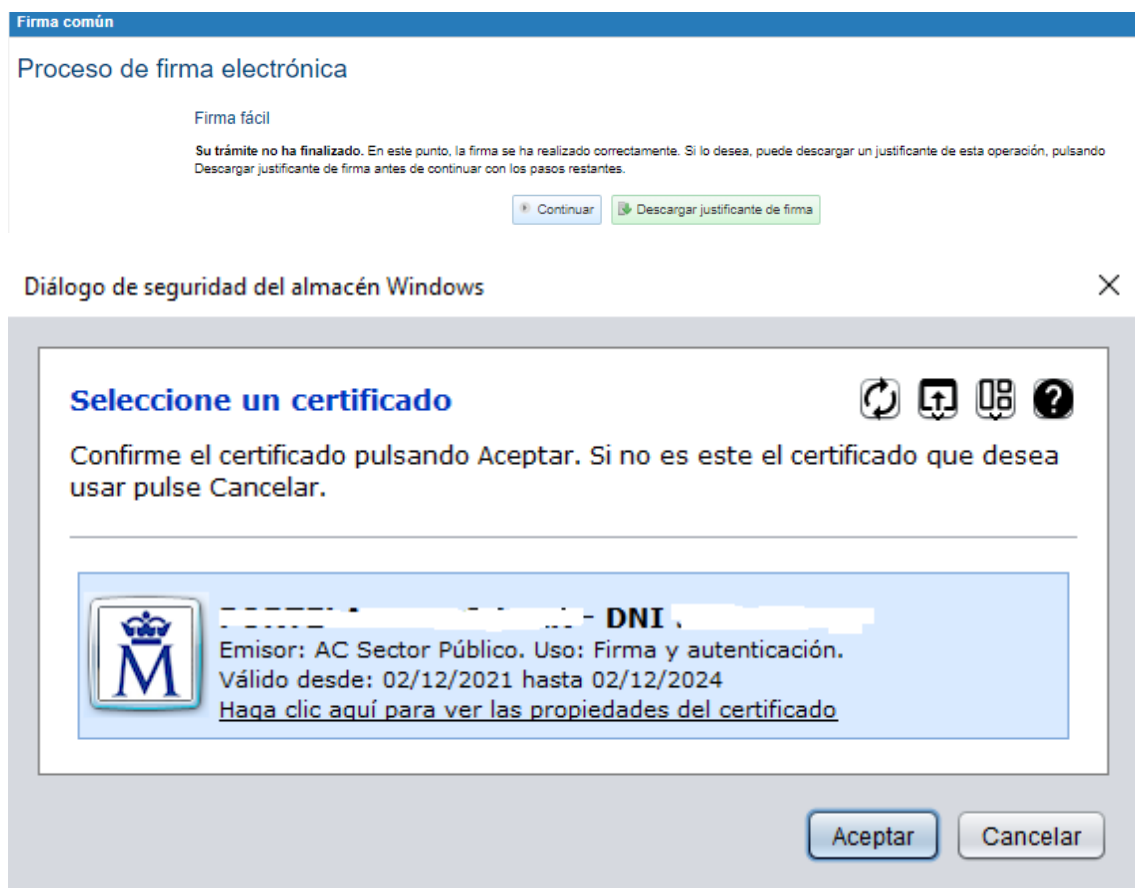 Firma común
Proceso de firma electrónica
Firma fácil
Su trámite no ha finalizado. En este punto, la firma se ha realizado correctamente. Si lo desea, puede descargar un justificante de esta operación, pulsando
Descargar justificante de firma antes de continuar con los pasos restantes.
Continuar Descargar justificante de firma
Diálogo de seguridad del almacén Windows
Seleccione un certificado
Confirme el certificado pulsando Aceptar. Si no es este el certificado que desea
usar pulse Cancelar.
- DNI
Emisor: AC Sector Público. Uso: Firma y autenticación.
Válido desde: 02/12/2021 hasta 02/12/2024
Haga clic aquí para ver las propiedades del certificado
Aceptar Cancelar